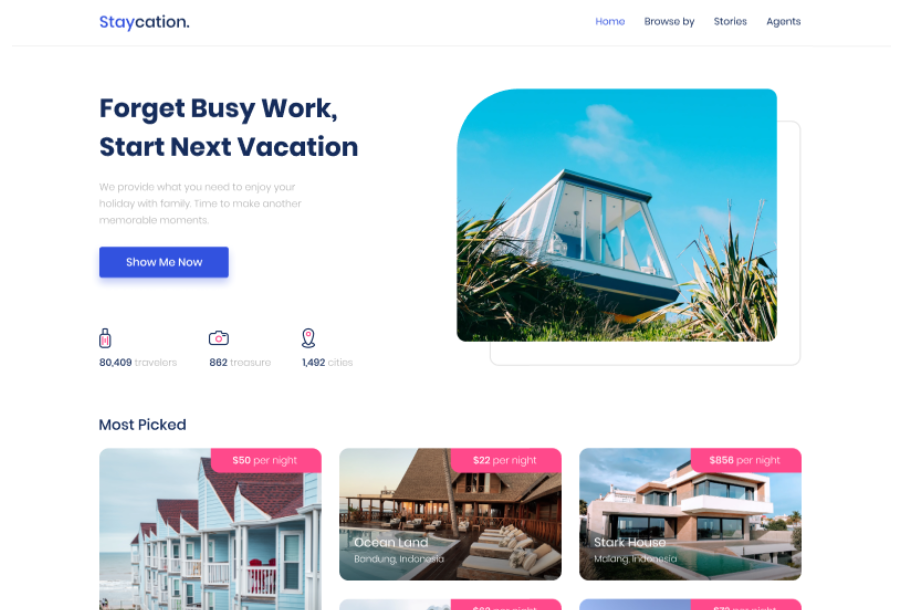 Staycation.
Home
Browse by
Stories
Agents
Forget Busy Work,
Start Next Vacation
We provide what you need to enjoy your
holiday with family. Time to make another
memorable moments.
Show Me Now
80,409 travelers
862 treasure
1,492 cities
Most Picked
$50 per night
$22 per night
Ocean Land
Bandung, Indonesia
$856 per night
Stark House
Malang, Indonesia